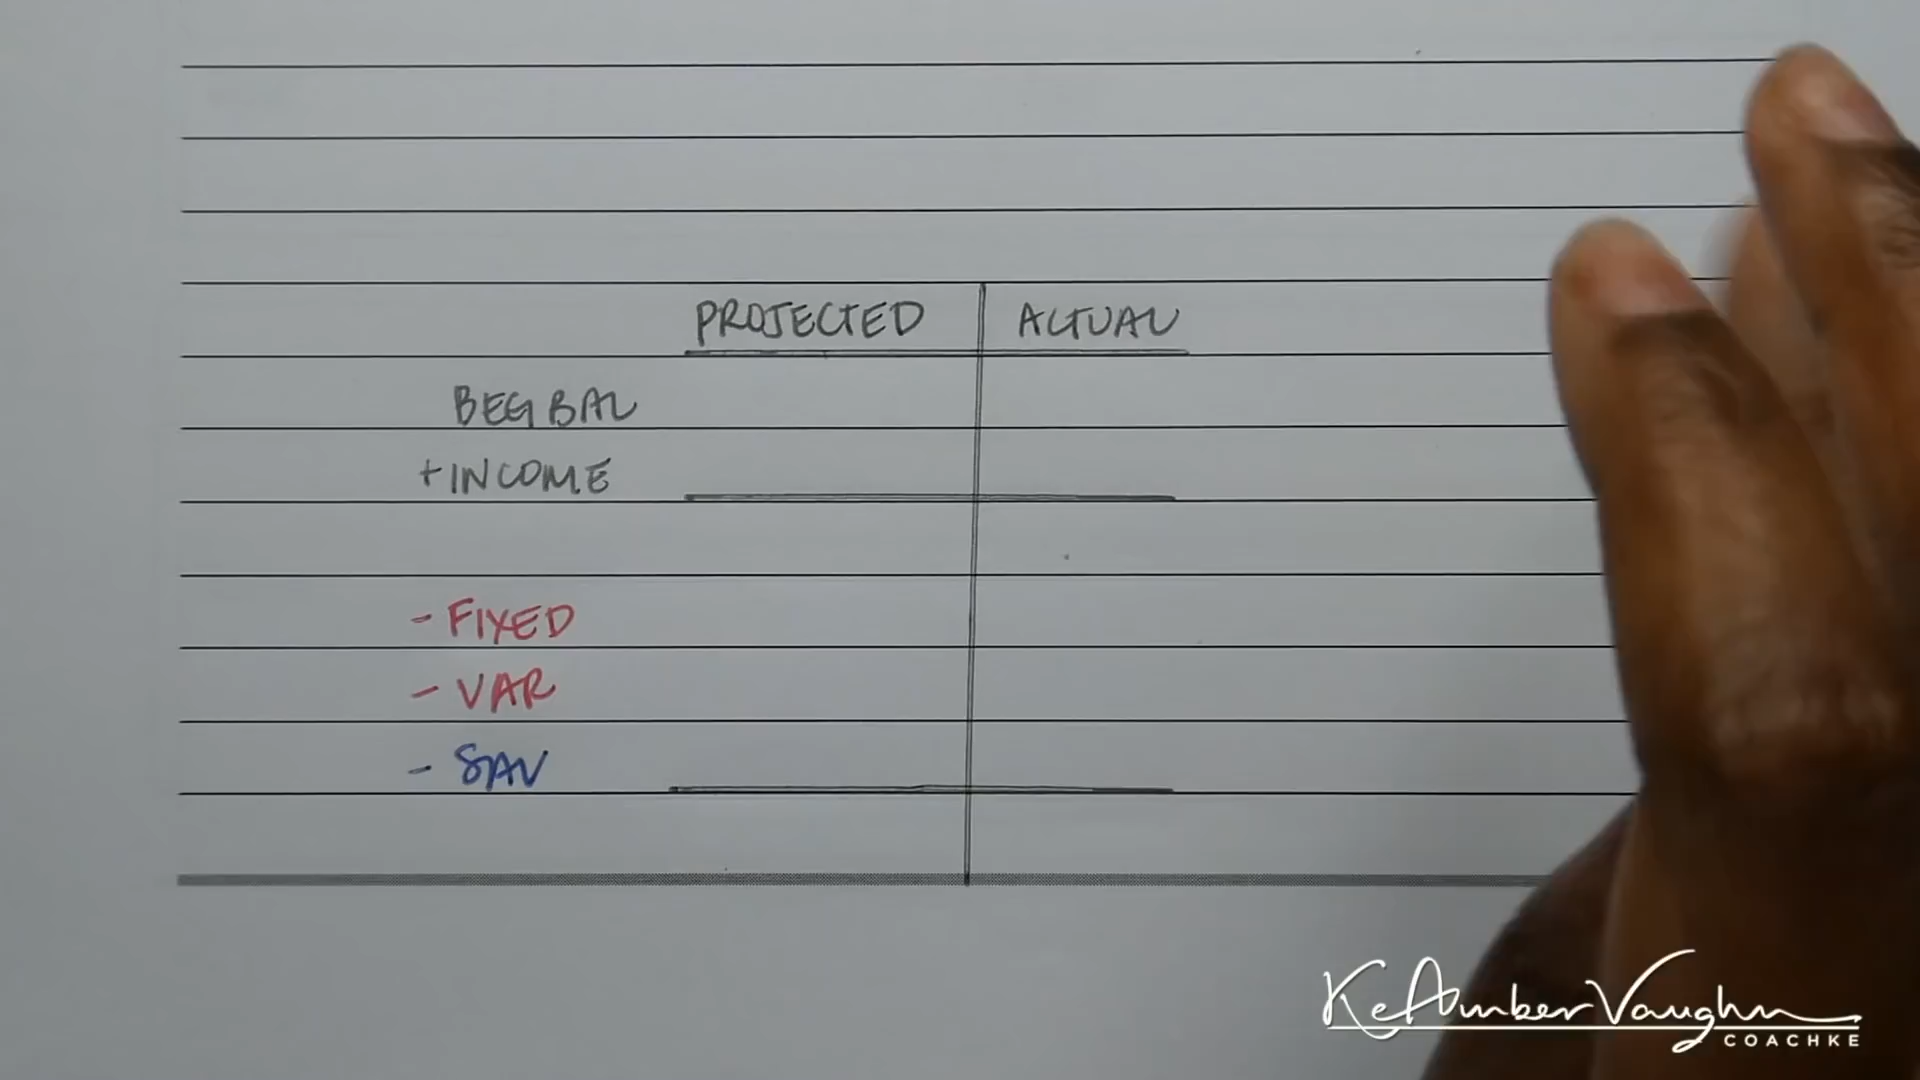 PROJECTED ACTUAL
BEG BAL
+ INCOME
- FIXED
- VAR
- SAV
KeAmber Vaughn
COACHKE